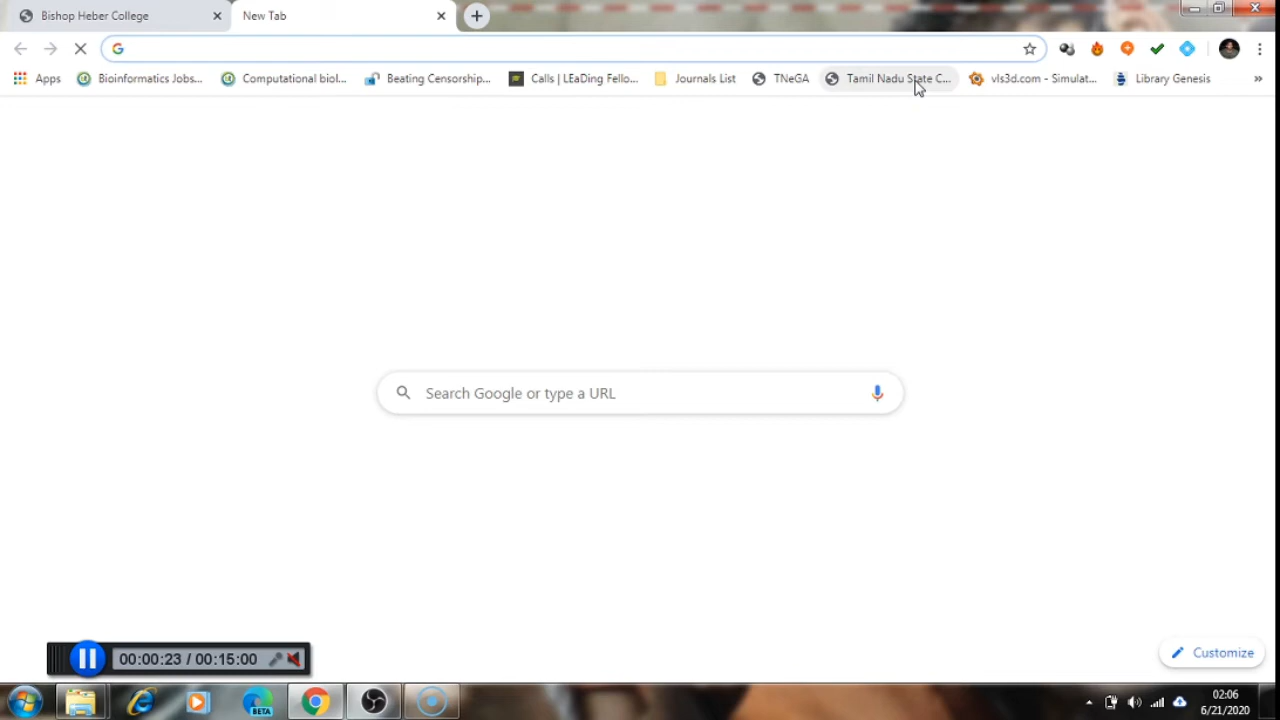 Bishop Heber College
New Tab
Apps
Bioinformatics Jobs...
Computational biol...
Beating Censorship...
Calls | LEaDing Fello...
Journals List
TNeGA
Tamil Nadu State C...
vls3d.com - Simulat...
Library Genesis
»
Search Google or type a URL
Customize
00:00:23 / 00:15:00
BETA
02:06
6/21/2020